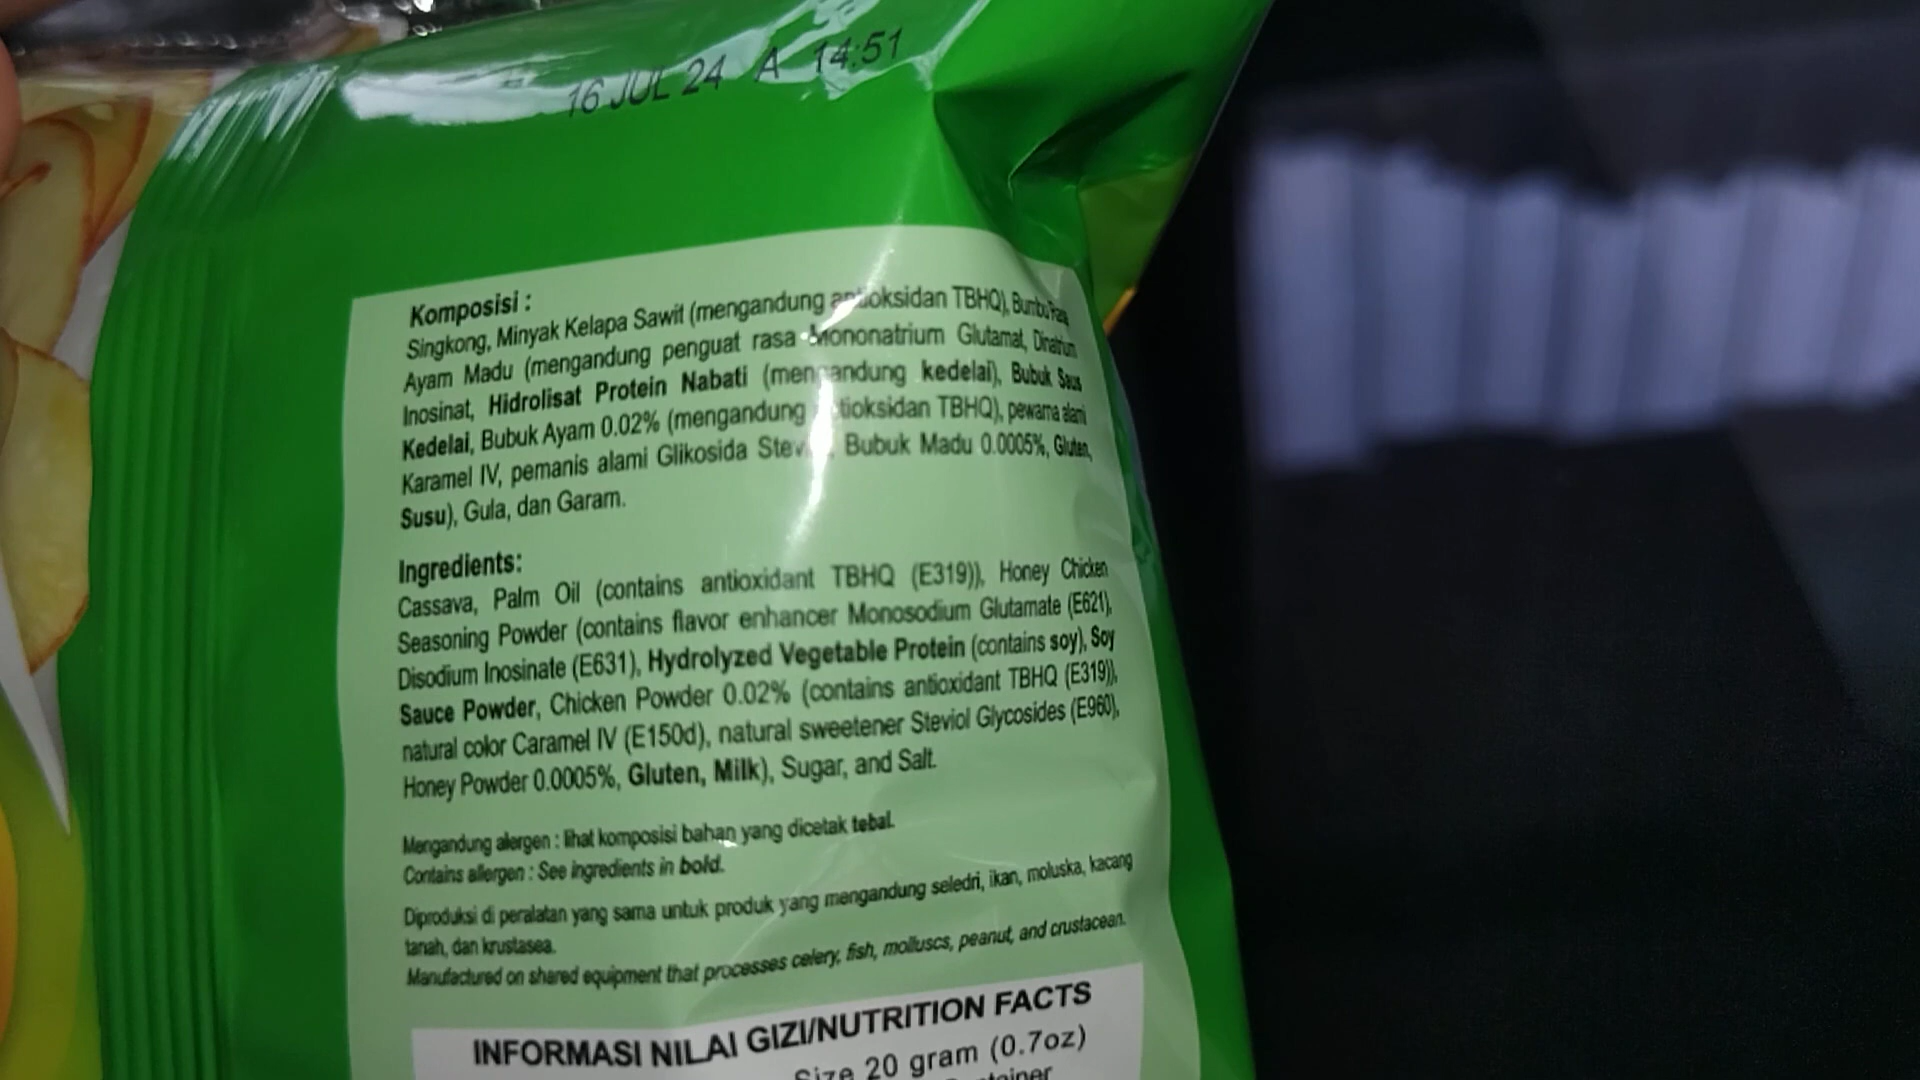 16 JUL 24 A 14:51
Komposisi :
Singkong, Minyak Kelapa Sawit (mengandung antioksidan TBHQ), Bumbu Rasa
Ayam Madu (mengandung penguat rasa Mononatrium Glutamat, Dinatrium
Inosinat, Hidrolisat Protein Nabati (mengandung kedelai), Bubuk Saus
Kedelai, Bubuk Ayam 0.02% (mengandung antioksidan TBHQ), pewarna alami
Karamel IV, pemanis alami Glikosida Bubuk Madu 0.0005%, Gluten,
Susu), Gula, dan Garam.
Ingredients:
Cassava, Palm Oil (contains antioxidant TBHQ (E319)), Honey Chicken
Seasoning Powder (contains flavor enhancer Monosodium Glutamate (E621),
Disodium Inosinate (E631), Hydrolyzed Vegetable Protein (contains soy), Soy
Sauce Powder, Chicken Powder 0.02% (contains antioxidant TBHQ (E319)),
natural color Caramel IV (E150d), natural sweetener Steviol Glycosides (E960),
Honey Powder 0.0005%, Gluten, Milk), Sugar, and Salt.
Mengandung alergen : lihat komposisi bahan yang dicetak tebal.
Contains allergen : See ingredients in bold.
Diproduksi di peralatan yang sama untuk produk yang mengandung seledri, ikan, moluska, kacang
tanah, dan krustasea.
Manufactured on shared equipment that processes celery, fish, molluscs, peanut, and crustacean.
INFORMASI NILAI GIZI/NUTRITION FACTS
Size 20 gram (0.7oz)